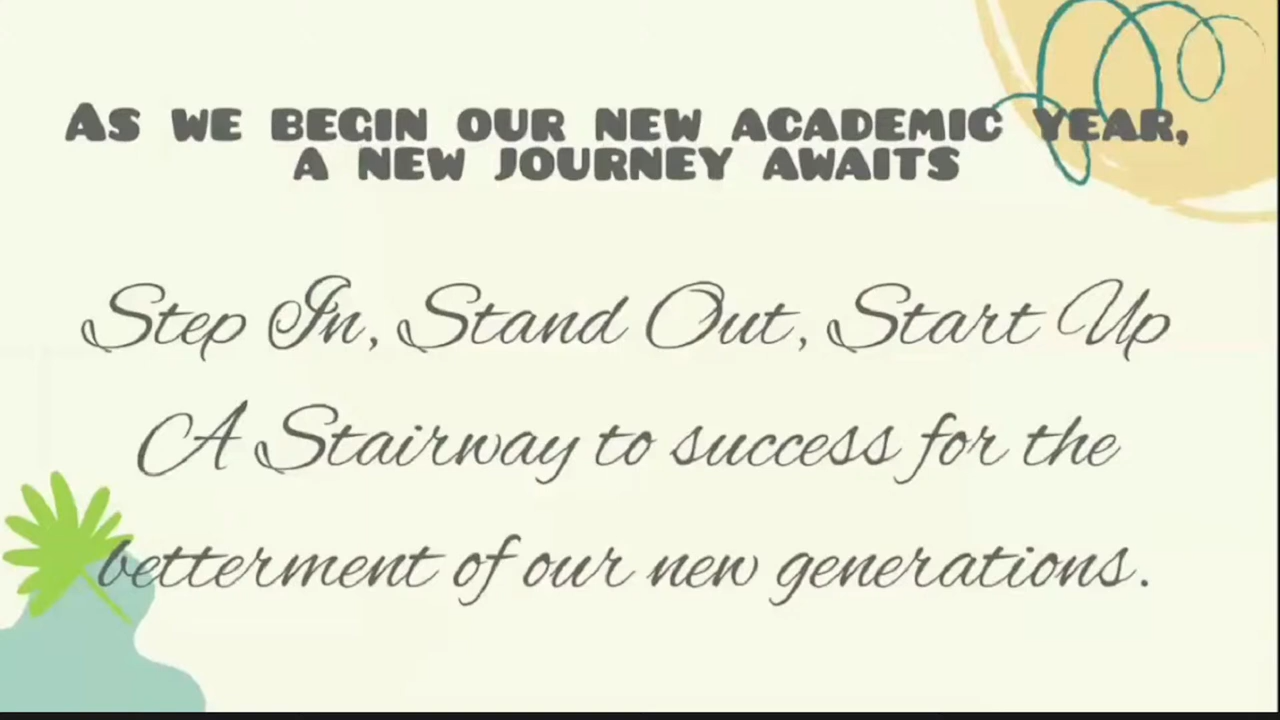 As we begin our new academic year,
a new journey awaits
Step In, Stand Out, Start Up
A Stairway to success for the
betterment of our new generations.